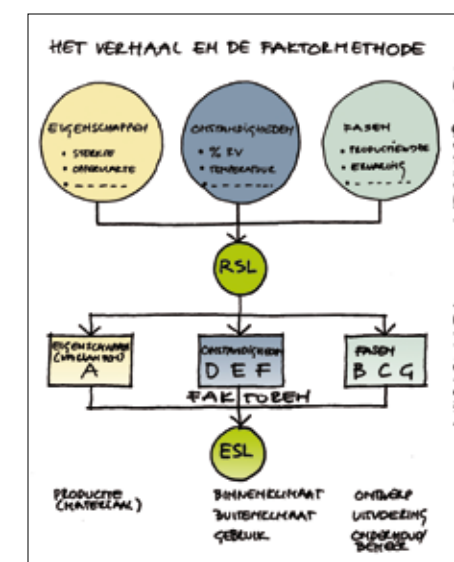 HET VERHAAL EN DE FAKTORMETHODE
EIGENSCHAPPEN
• STERKTE
• OPPERVLAKTE
• - - - - -
OMSTANDIGHEDEN
• % RV
• TEMPERATUUR
• - - - - - -
FASEN
• PRODUCTIEWIJZE
• ERVARING
• - - - - -
RSL
EIGENSCHAPPEN
A
OMSTANDIGHEDEN
D E F
FASEN
B C G
FAKTOREN
ESL
PRODUCTIE
(MATERIAAL)
BINNENKLIMAAT
BUITENKLIMAAT
GEBRUIK
ONTWERP
UITVOERING
ONDERHOUD/
BEHEER